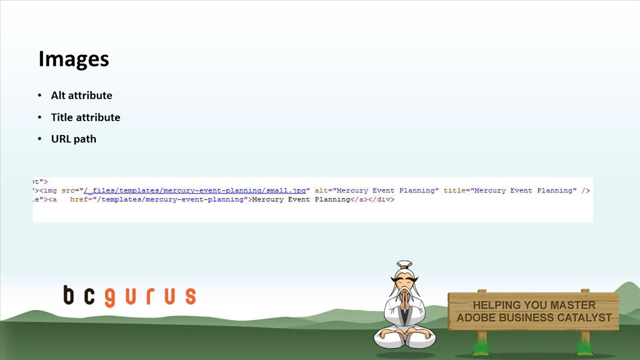 Images
• Alt attribute
• Title attribute
• URL path
et">
"><img src="/_files/templates/mercury-event-planning/small.jpg" alt="Mercury Event Planning" title="Mercury Event Planning" />
le"><a href="/templates/mercury-event-planning">Mercury Event Planning</a></div>
bcgurus
HELPING YOU MASTER
ADOBE BUSINESS CATALYST